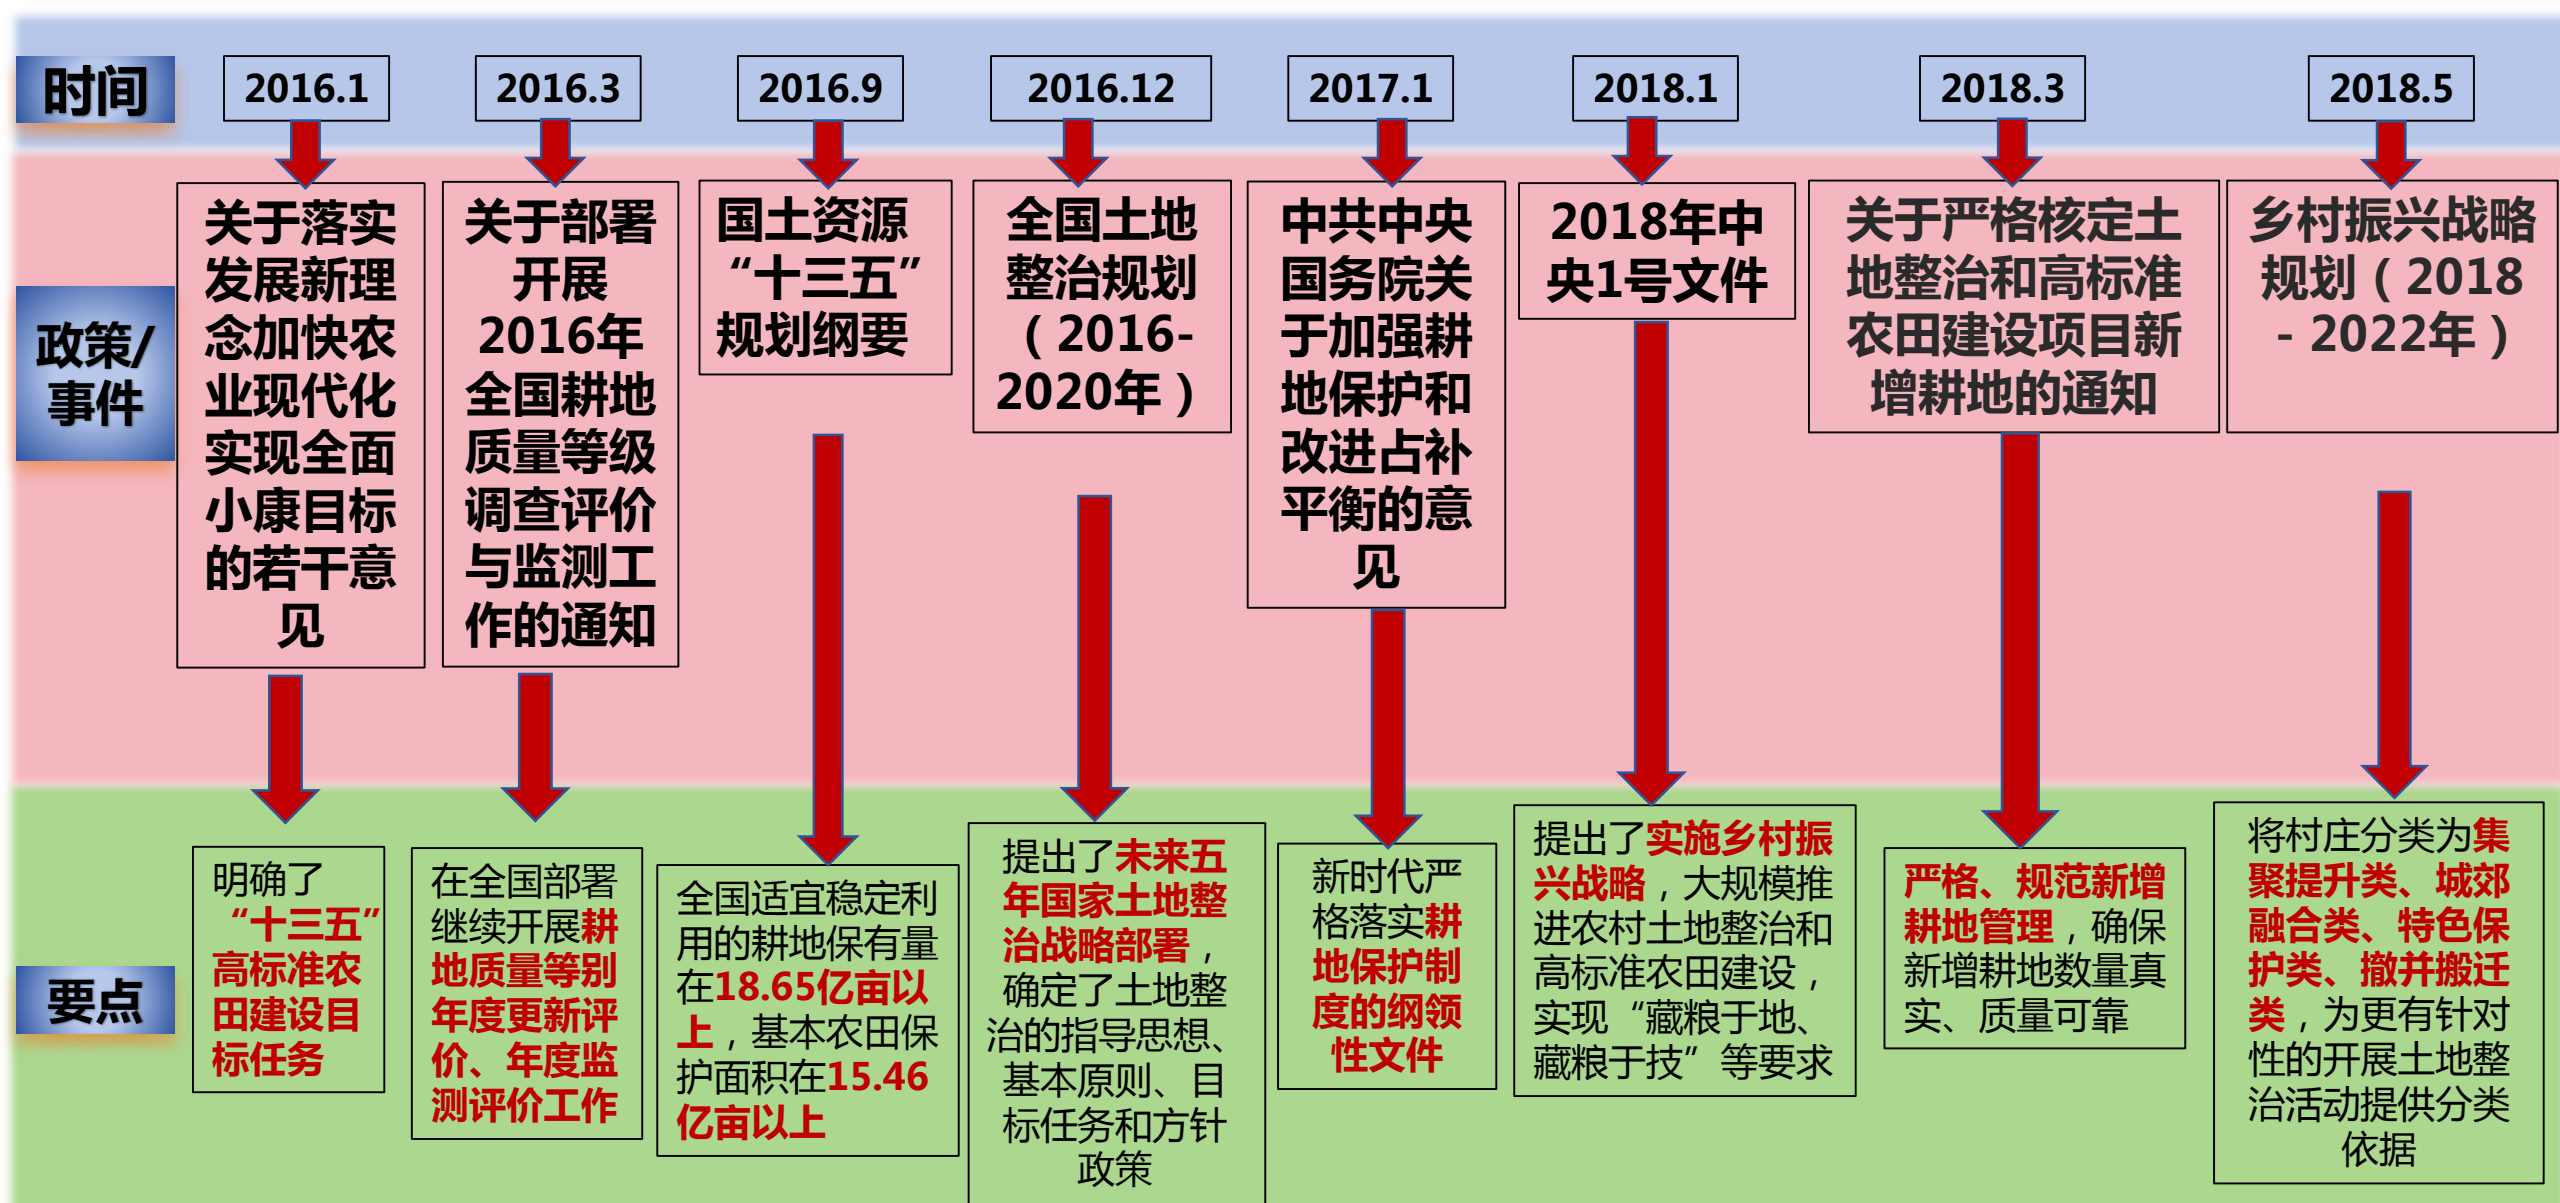 时间
2016.1
2016.3
2016.9
2016.12
2017.1
2018.1
2018.3
2018.5
政策/
事件
关于落实
发展新理
念加快农
业现代化
实现全面
小康目标
的若干意
见
关于部署
开展
2016年
全国耕地
质量等级
调查评价
与监测工
作的通知
国土资源
“十三五”
规划纲要
全国土地
整治规划
（2016-
2020年）
中共中央
国务院关
于加强耕
地保护和
改进占补
平衡的意
见
2018年中
央1号文件
关于严格核定土
地整治和高标准
农田建设项目新
增耕地的通知
乡村振兴战略
规划（2018
- 2022年）
要点
明确了
“十三五”
高标准农
田建设目
标任务
在全国部署
继续开展耕
地质量等别
年度更新评
价、年度监
测评价工作
全国适宜稳定利
用的耕地保有量
在18.65亿亩以
上，基本农田保
护面积在15.46
亿亩以上
提出了未来五
年国家土地整
治战略部署，
确定了土地整
治的指导思想、
基本原则、目
标任务和方针
政策
新时代严
格落实耕
地保护制
度的纲领
性文件
提出了实施乡村振
兴战略，大规模推
进农村土地整治和
高标准农田建设，
实现“藏粮于地、
藏粮于技”等要求
严格、规范新增
耕地管理，确保
新增耕地数量真
实、质量可靠
将村庄分类为集
聚提升类、城郊
融合类、特色保
护类、撤并搬迁
类，为更有针对
性的开展土地整
治活动提供分类
依据